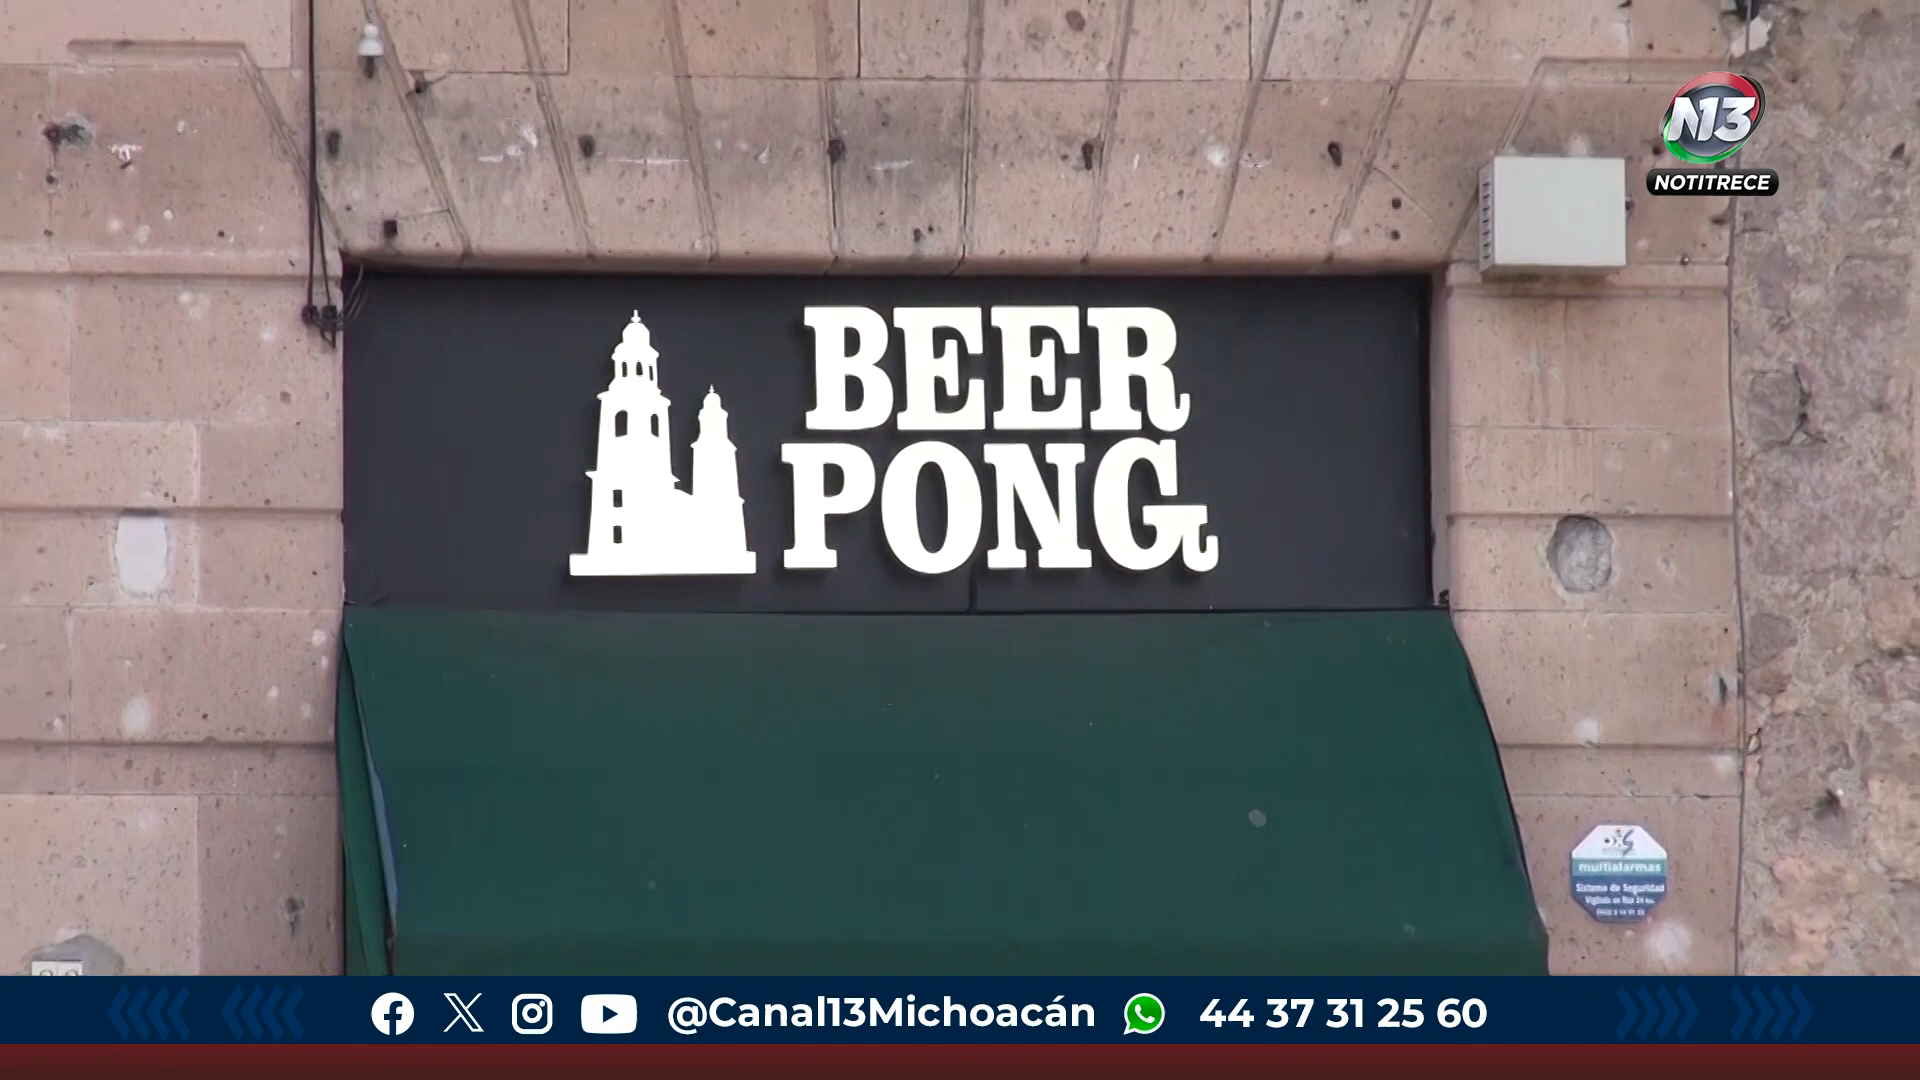 N13
NOTITRECE
BEER
PONG
multialarmas
Sistema de Seguridad
@Canal13Michoacán
44 37 31 25 60